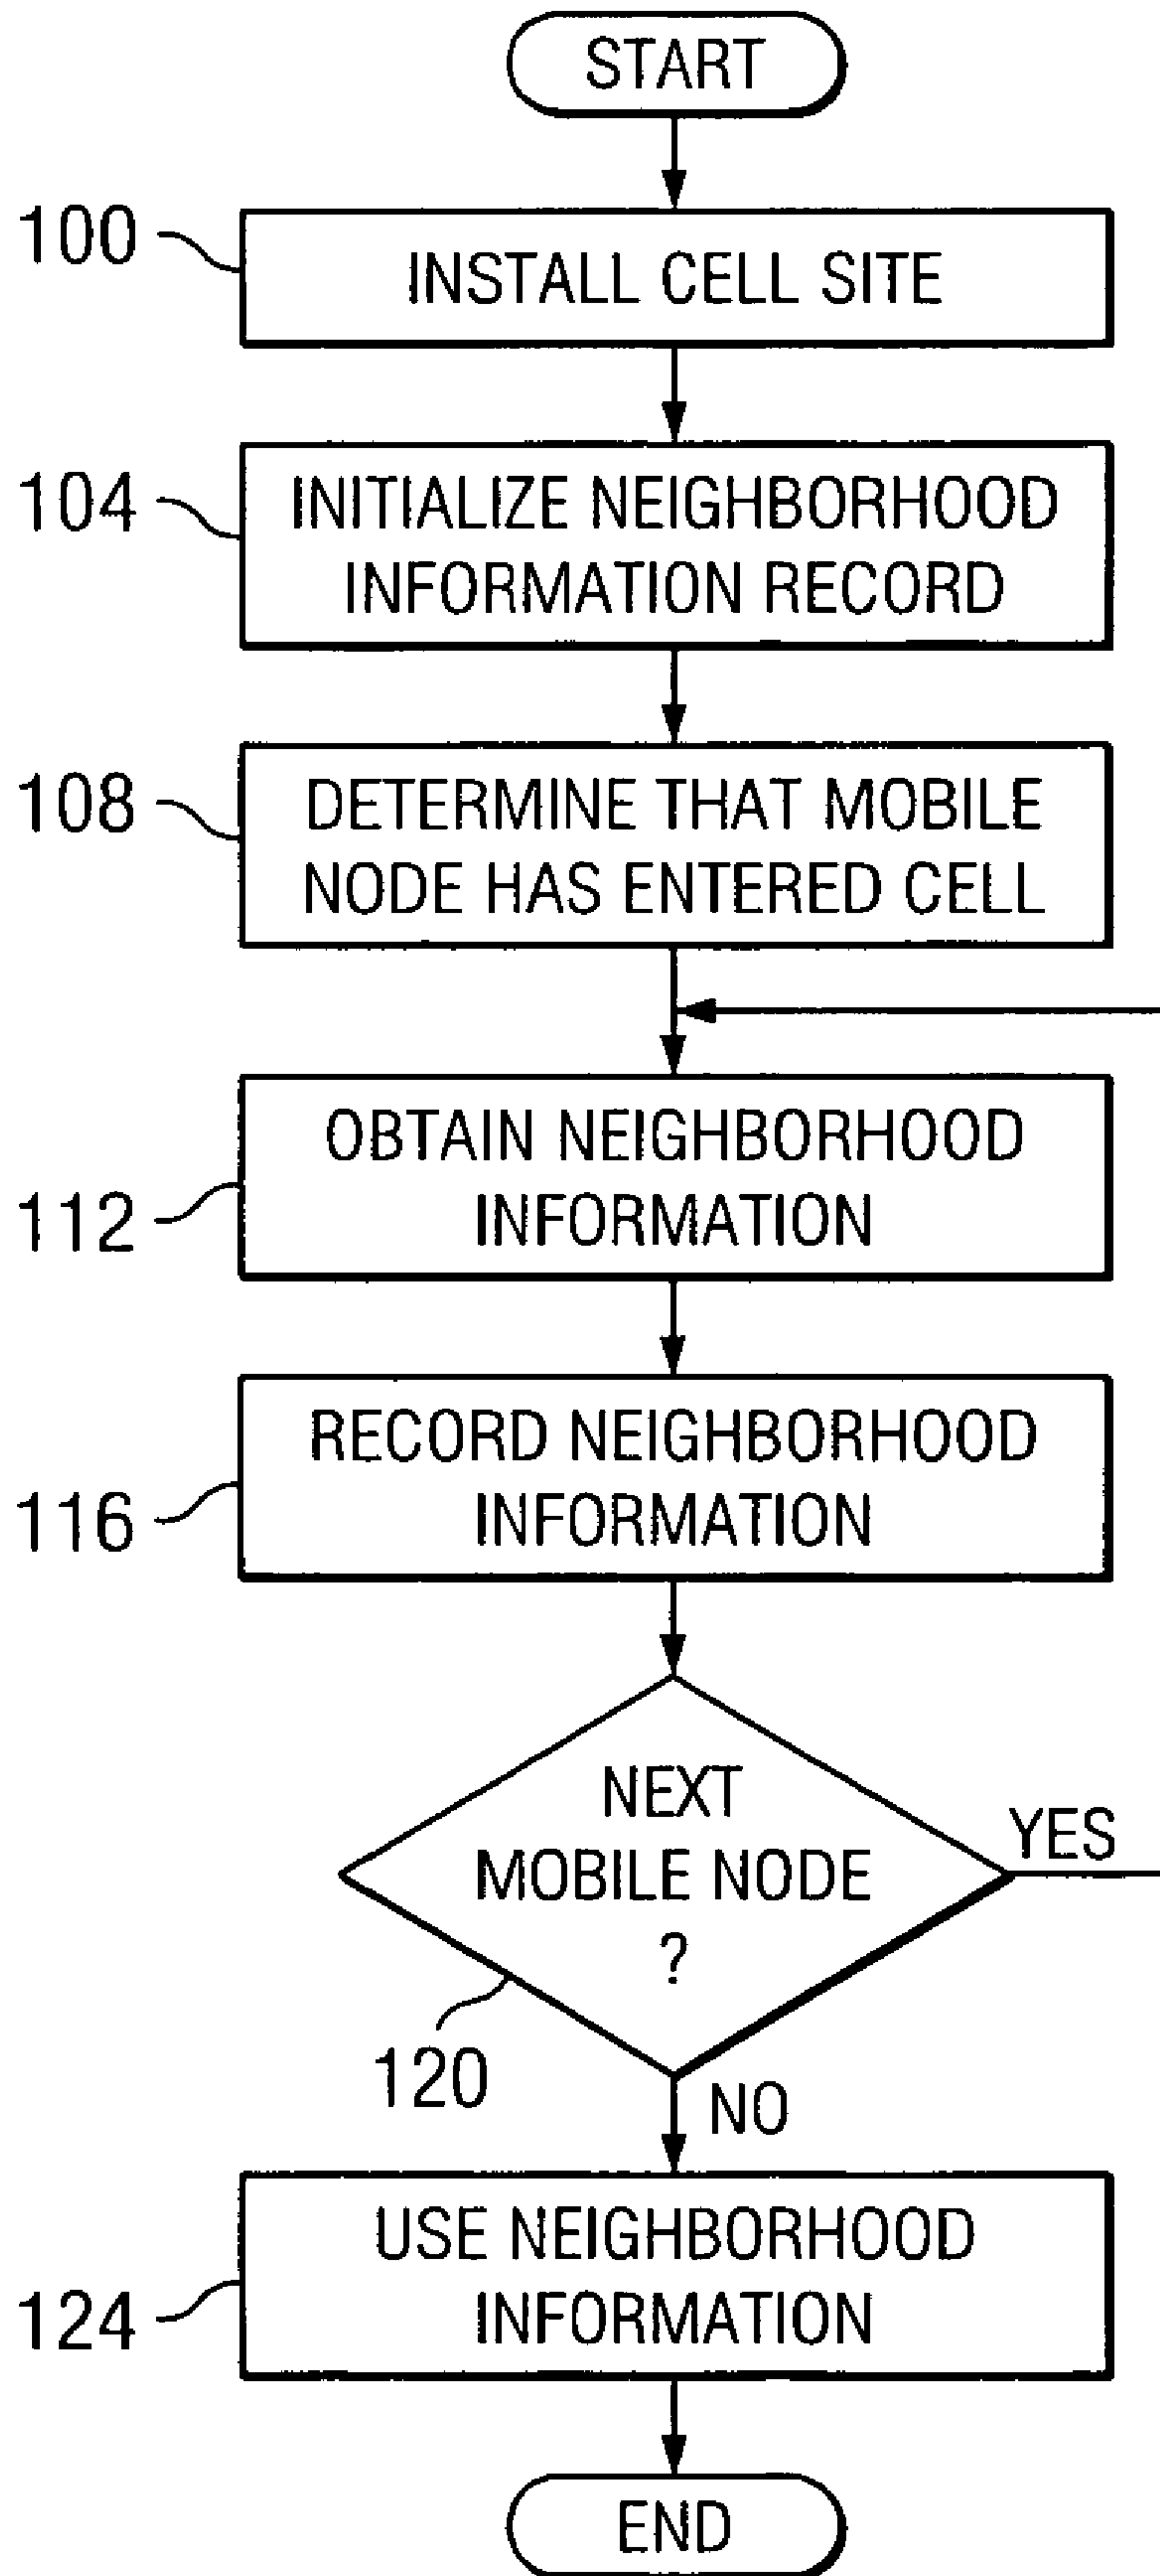 START
100
INSTALL CELL SITE
104
INITIALIZE NEIGHBORHOOD
INFORMATION RECORD
108
DETERMINE THAT MOBILE
NODE HAS ENTERED CELL
112
OBTAIN NEIGHBORHOOD
INFORMATION
116
RECORD NEIGHBORHOOD
INFORMATION
NEXT
MOBILE NODE
?
YES
120
NO
124
USE NEIGHBORHOOD
INFORMATION
END